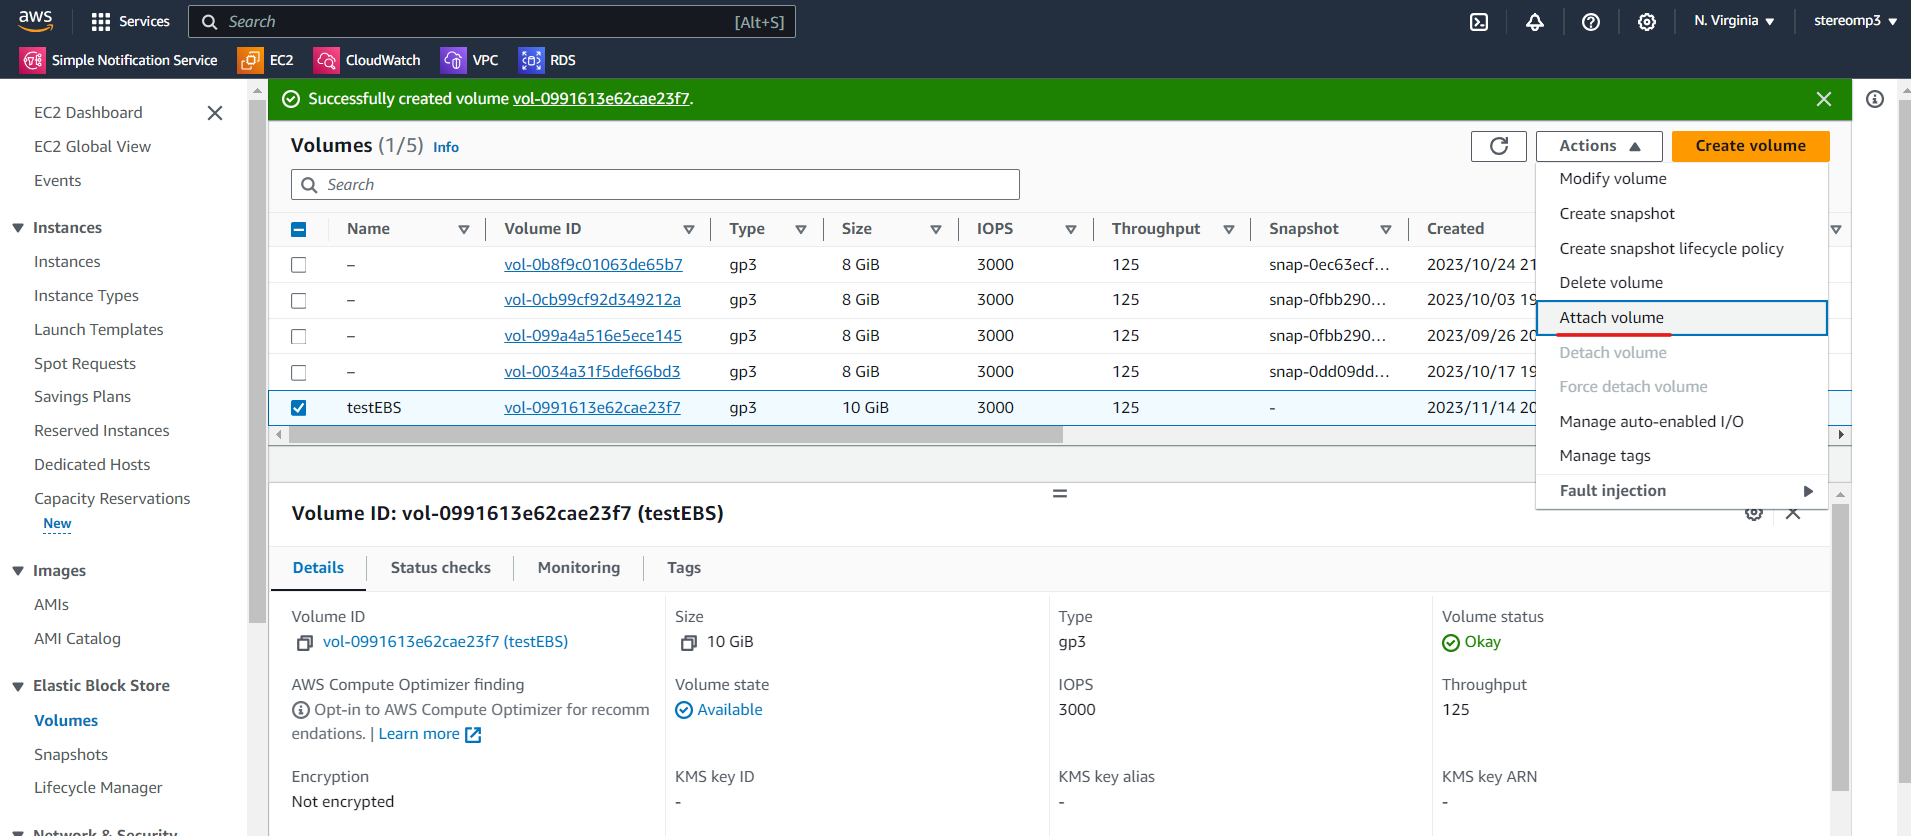 aws
Services
Search
[Alt+S]
N. Virginia
stereomp3
Simple Notification Service
EC2
CloudWatch
VPC
RDS
EC2 Dashboard
EC2 Global View
Events
Instances
Instances
Instance Types
Launch Templates
Spot Requests
Savings Plans
Reserved Instances
Dedicated Hosts
Capacity Reservations
New
Images
AMIs
AMI Catalog
Elastic Block Store
Volumes
Snapshots
Lifecycle Manager
Network & Security
Successfully created volume vol-0991613e62cae23f7.
Volumes (1/5) Info
Actions
Create volume
Search
Name Volume ID Type Size IOPS Throughput Snapshot Created
– vol-0b8f9c01063de65b7 gp3 8 GiB 3000 125 snap-0ec63ecf... 2023/10/24 21
– vol-0cb99cf92d349212a gp3 8 GiB 3000 125 snap-0fbb290... 2023/10/03 19
– vol-099a4a516e5ece145 gp3 8 GiB 3000 125 snap-0fbb290... 2023/09/26 20
– vol-0034a31f5def66bd3 gp3 8 GiB 3000 125 snap-0dd09dd... 2023/10/17 19
testEBS vol-0991613e62cae23f7 gp3 10 GiB 3000 125 - 2023/11/14 20
Modify volume
Create snapshot
Create snapshot lifecycle policy
Delete volume
Attach volume
Detach volume
Force detach volume
Manage auto-enabled I/O
Manage tags
Fault injection
Volume ID: vol-0991613e62cae23f7 (testEBS)
Details
Status checks
Monitoring
Tags
Volume ID
vol-0991613e62cae23f7 (testEBS)
Size
10 GiB
Type
gp3
Volume status
Okay
AWS Compute Optimizer finding
Opt-in to AWS Compute Optimizer for recomm
endations. | Learn more
Volume state
Available
IOPS
3000
Throughput
125
Encryption
Not encrypted
KMS key ID
-
KMS key alias
-
KMS key ARN
-